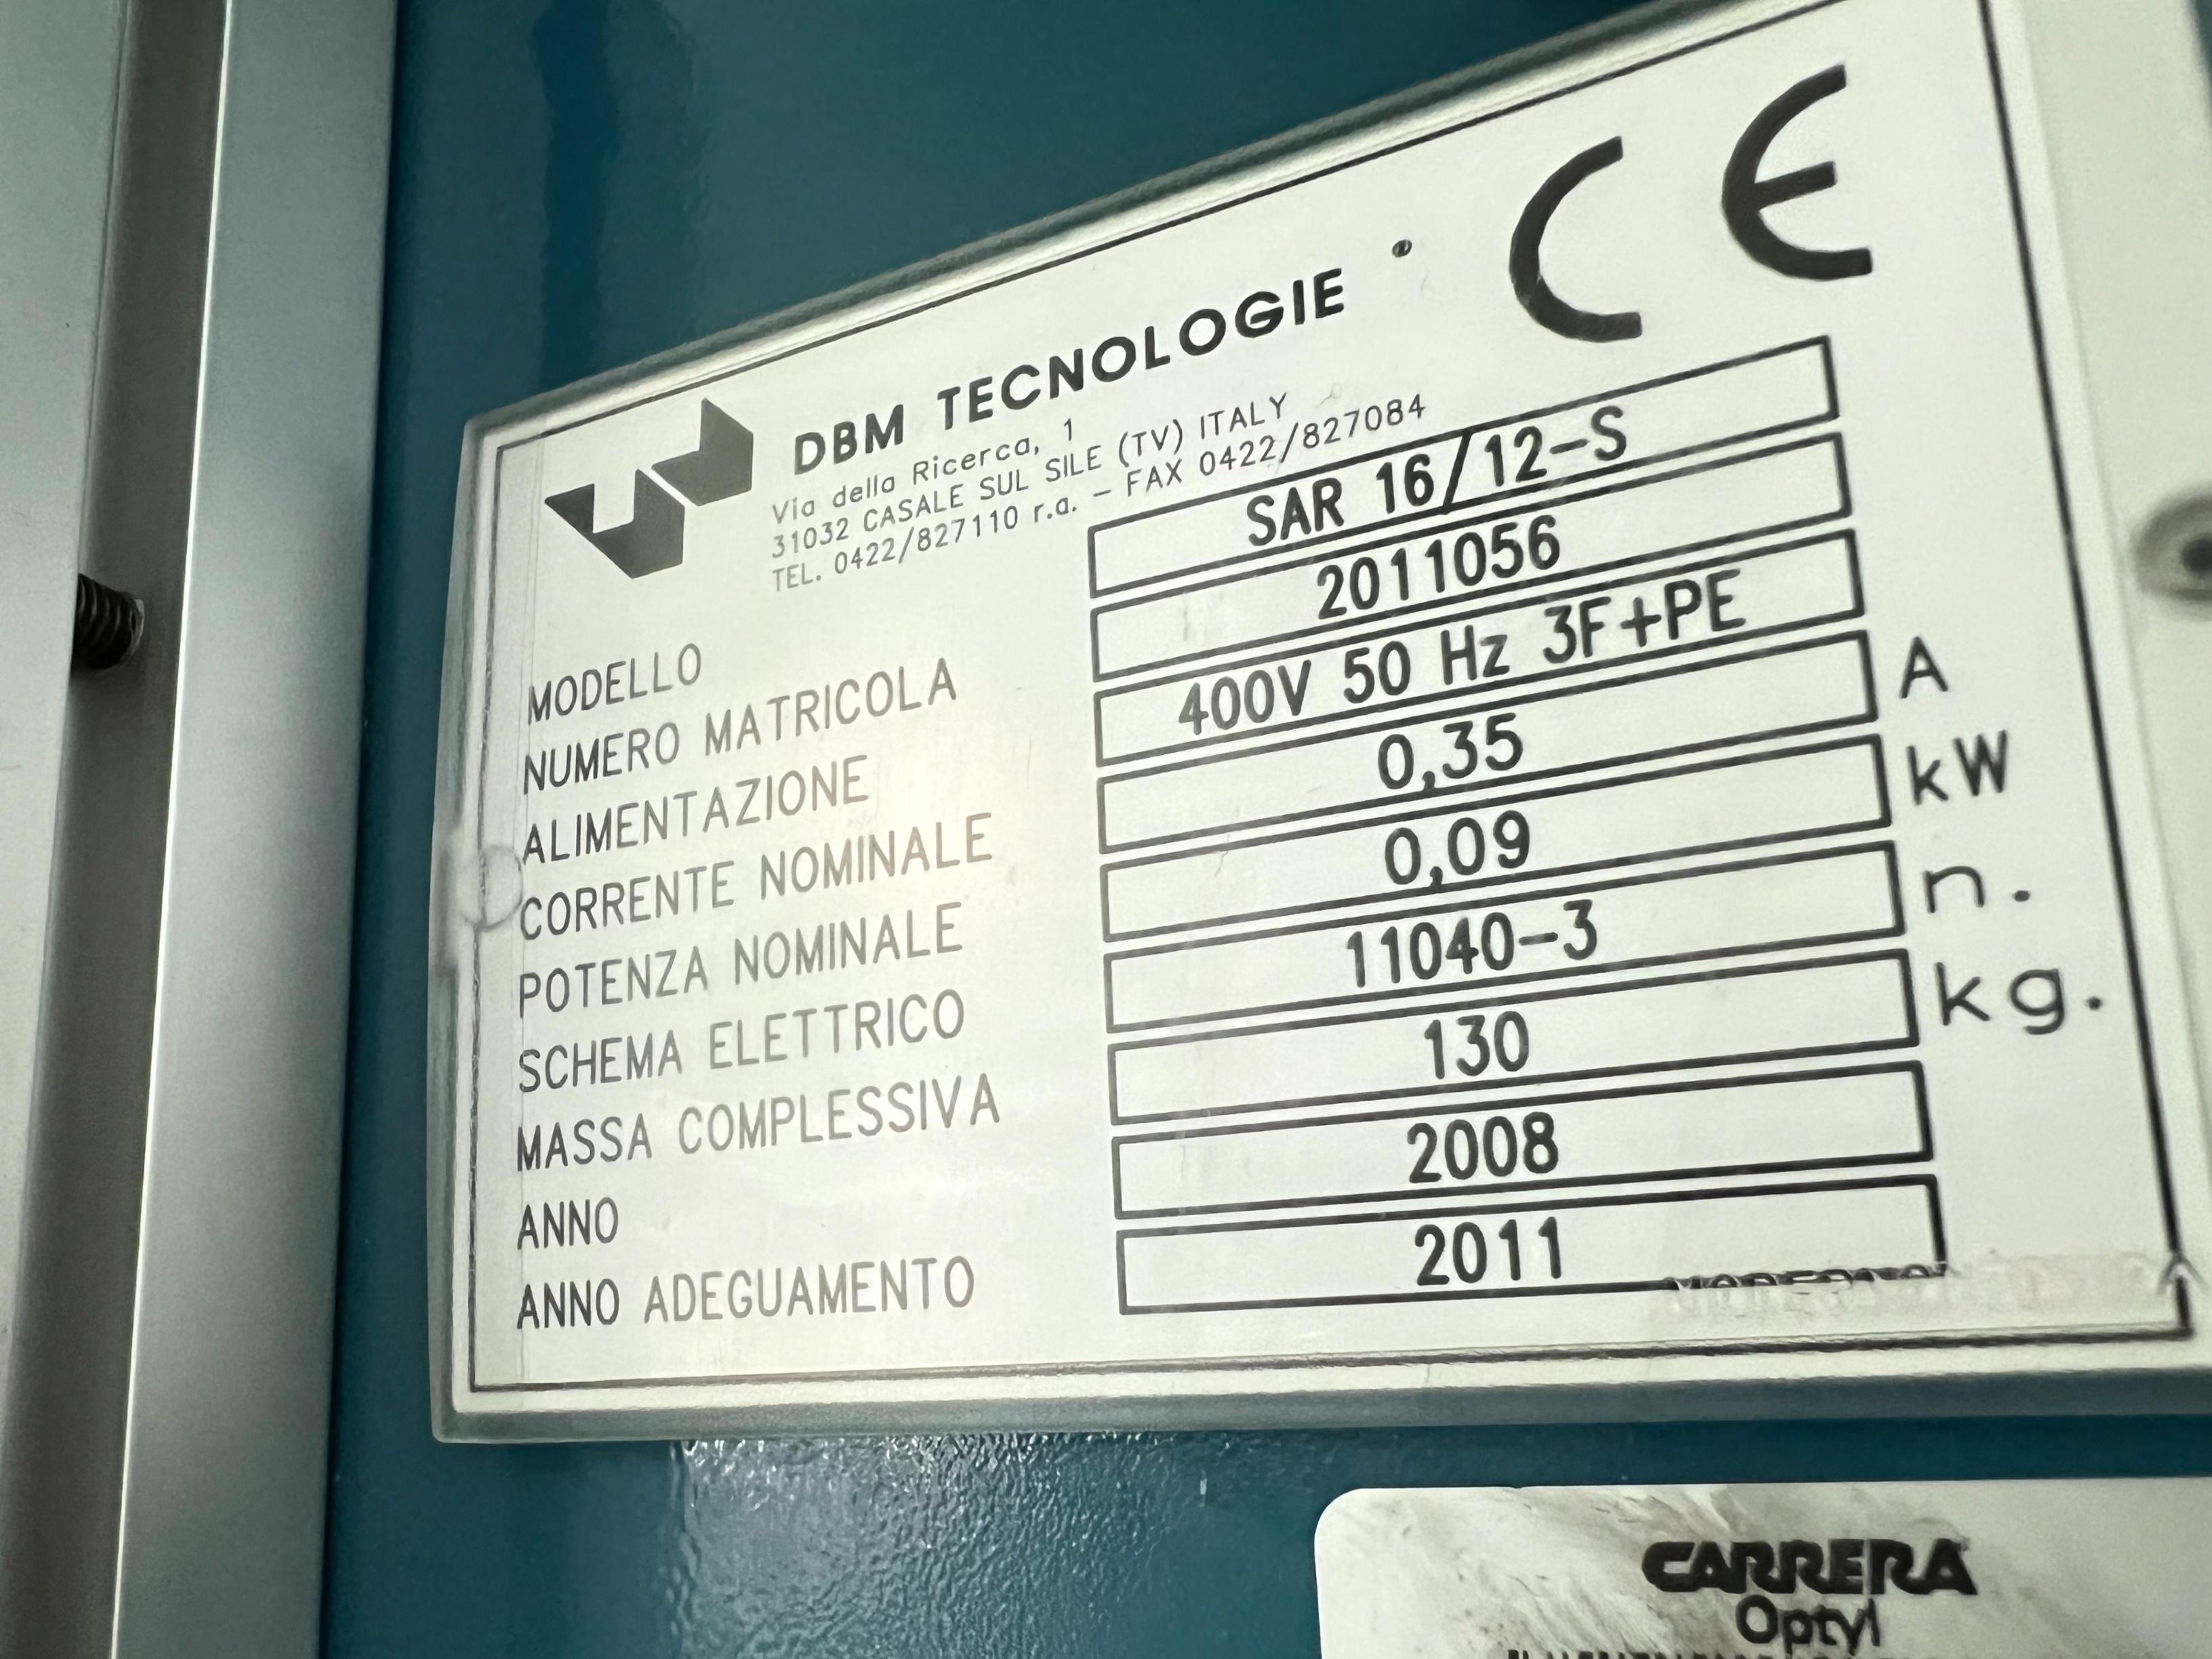 DBM TECNOLOGIE
CE
Via della Ricerca, 1
31032 CASALE SUL SILE (TV) ITALY
TEL. 0422/827110 r.a. - FAX 0422/827084
MODELLO SAR 16/12-S
NUMERO MATRICOLA 2011056
ALIMENTAZIONE 400V 50 Hz 3F+PE
CORRENTE NOMINALE 0,35 A
POTENZA NOMINALE 0,09 kW
SCHEMA ELETTRICO 11040-3 n.
MASSA COMPLESSIVA 130 kg.
ANNO 2008
ANNO ADEGUAMENTO 2011
CARRERA
Optyl